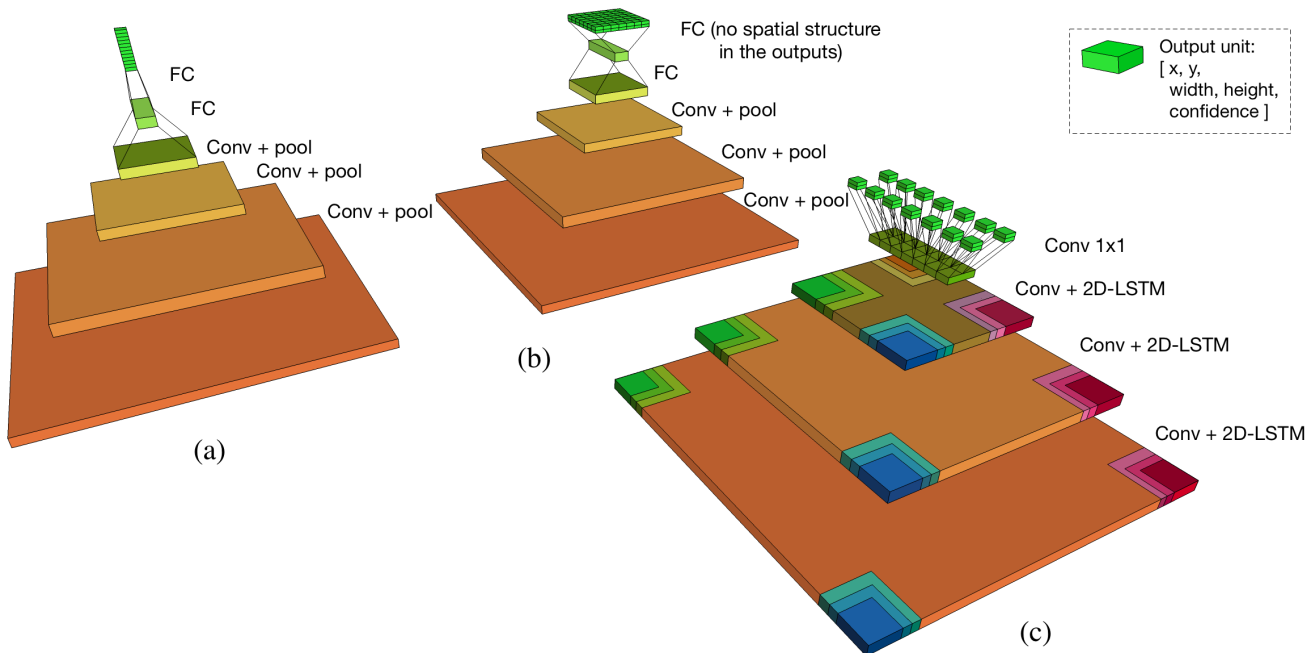 FC
FC
Conv + pool
Conv + pool
Conv + pool
(a)
FC (no spatial structure
in the outputs)
FC
Conv + pool
Conv + pool
Conv + pool
(b)
Output unit:
[ x, y,
width, height,
confidence ]
Conv 1x1
Conv + 2D-LSTM
Conv + 2D-LSTM
Conv + 2D-LSTM
(c)